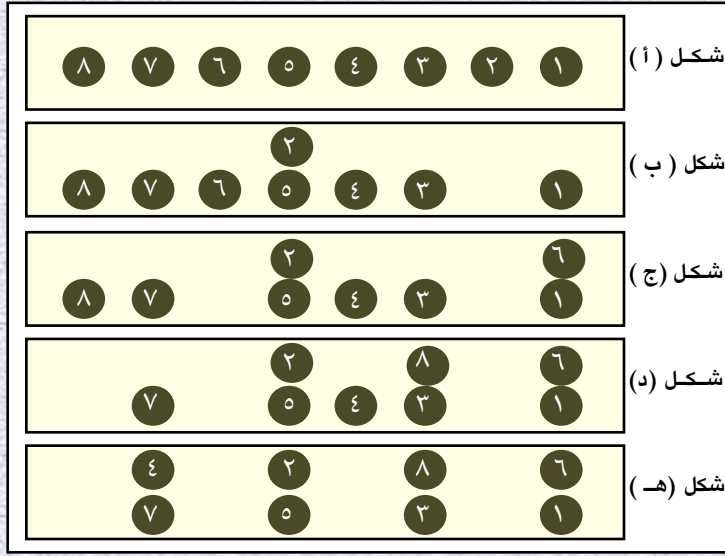 شكل (أ) ١ ٢ ٣ ٤ ٥ ٦ ٧ ٨
٢
شكل (ب) ١ ٣ ٤ ٥ ٦ ٧ ٨
٦ ٢
شكل (ج) ١ ٣ ٤ ٥ ٧ ٨
٦ ٨ ٢
شكل (د) ١ ٣ ٤ ٥ ٧
٦ ٨ ٢ ٤
شكل (هـ) ١ ٣ ٥ ٧